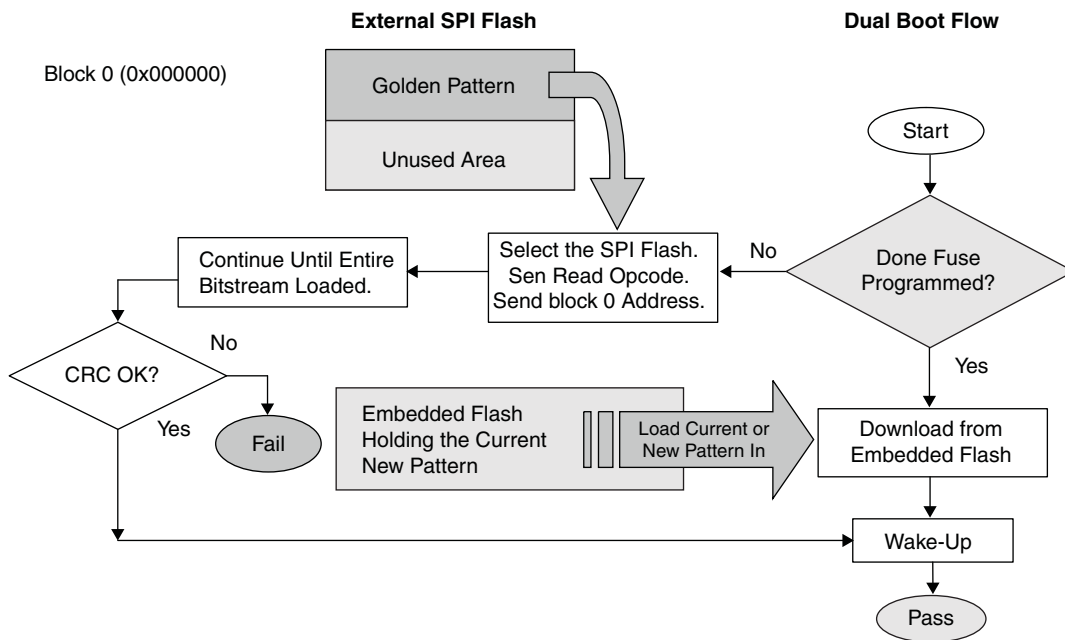 External SPI Flash
Dual Boot Flow
Block 0 (0x000000)
Golden Pattern
Unused Area
Start
Done Fuse
Programmed?
No
Select the SPI Flash.
Sen Read Opcode.
Send block 0 Address.
Continue Until Entire
Bitstream Loaded.
CRC OK?
No
Fail
Yes
Yes
Embedded Flash
Holding the Current
New Pattern
Load Current or
New Pattern In
Download from
Embedded Flash
Wake-Up
Pass